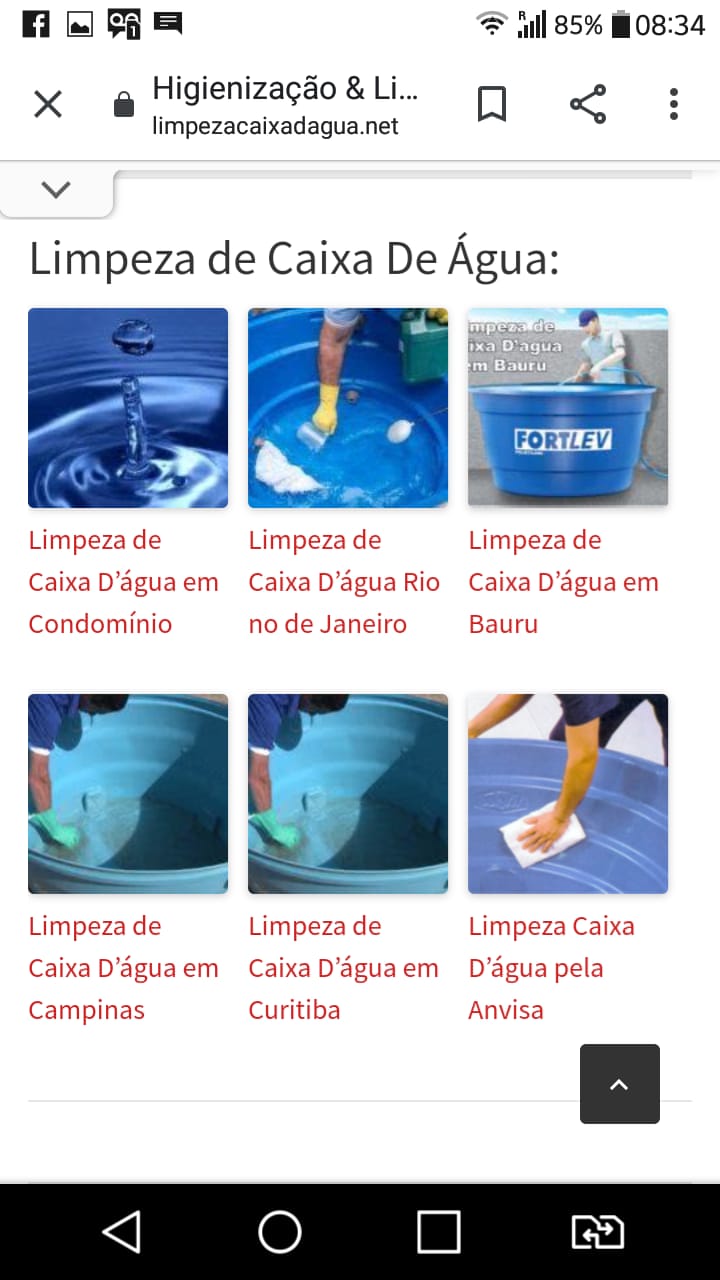 85% 08:34
Higienização & Li...
limpezacaixadagua.net
Limpeza de Caixa De Água:
mpeza de
ixa D'agua
em Bauru
FORTLEV
Limpeza de
Caixa D'água em
Condomínio
Limpeza de
Caixa D'água Rio
no de Janeiro
Limpeza de
Caixa D'água em
Bauru
Limpeza de
Caixa D'água em
Campinas
Limpeza de
Caixa D'água em
Curitiba
Limpeza Caixa
D'água pela
Anvisa